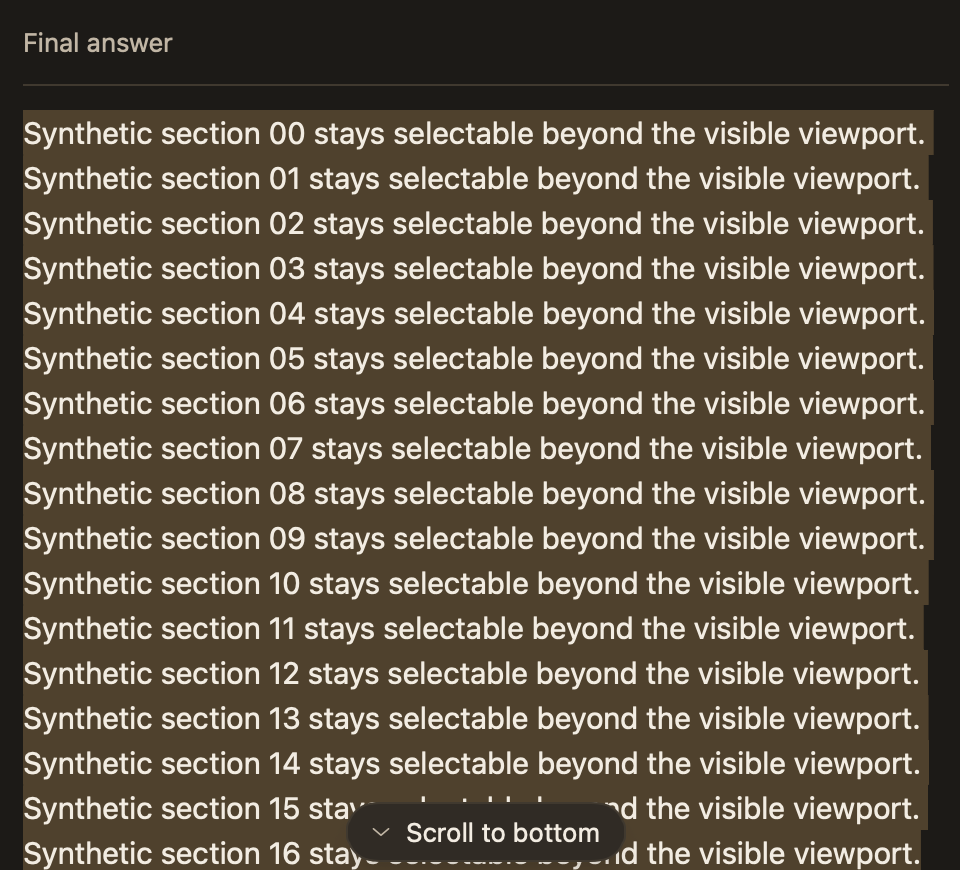 Final answer
Synthetic section 00 stays selectable beyond the visible viewport.
Synthetic section 01 stays selectable beyond the visible viewport.
Synthetic section 02 stays selectable beyond the visible viewport.
Synthetic section 03 stays selectable beyond the visible viewport.
Synthetic section 04 stays selectable beyond the visible viewport.
Synthetic section 05 stays selectable beyond the visible viewport.
Synthetic section 06 stays selectable beyond the visible viewport.
Synthetic section 07 stays selectable beyond the visible viewport.
Synthetic section 08 stays selectable beyond the visible viewport.
Synthetic section 09 stays selectable beyond the visible viewport.
Synthetic section 10 stays selectable beyond the visible viewport.
Synthetic section 11 stays selectable beyond the visible viewport.
Synthetic section 12 stays selectable beyond the visible viewport.
Synthetic section 13 stays selectable beyond the visible viewport.
Synthetic section 14 stays selectable beyond the visible viewport.
Synthetic section 15 the visible viewport.
Scroll to bottom
Synthetic section 16 the visible viewport.